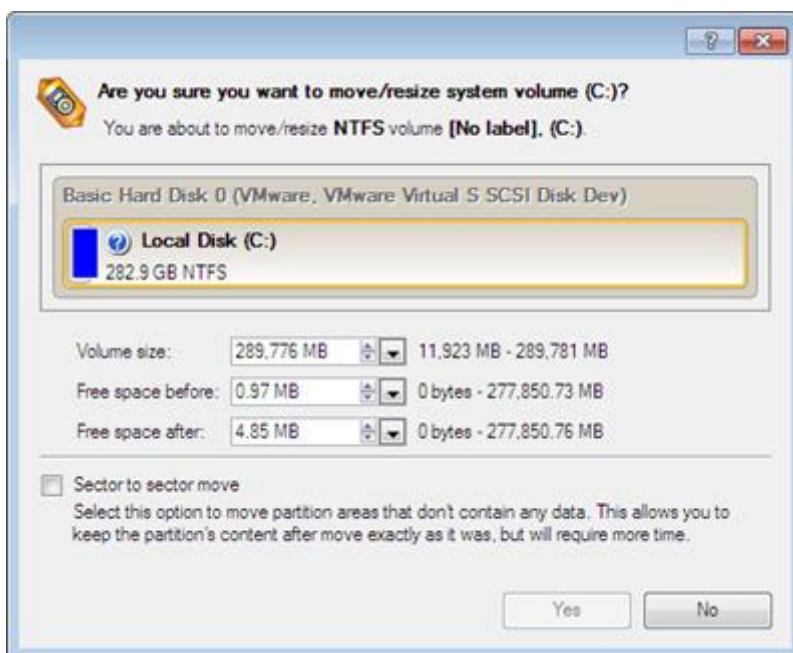 Are you sure you want to move/resize system volume (C:)?
You are about to move/resize NTFS volume [No label], (C:).
Basic Hard Disk 0 (VMware, VMware Virtual S SCSI Disk Dev)
Local Disk (C:)
282.9 GB NTFS
Volume size: 289,776 MB 11,923 MB - 289,781 MB
Free space before: 0.97 MB 0 bytes - 277,850.73 MB
Free space after: 4.85 MB 0 bytes - 277,850.76 MB
Sector to sector move
Select this option to move partition areas that don't contain any data. This allows you to
keep the partition's content after move exactly as it was, but will require more time.
Yes No